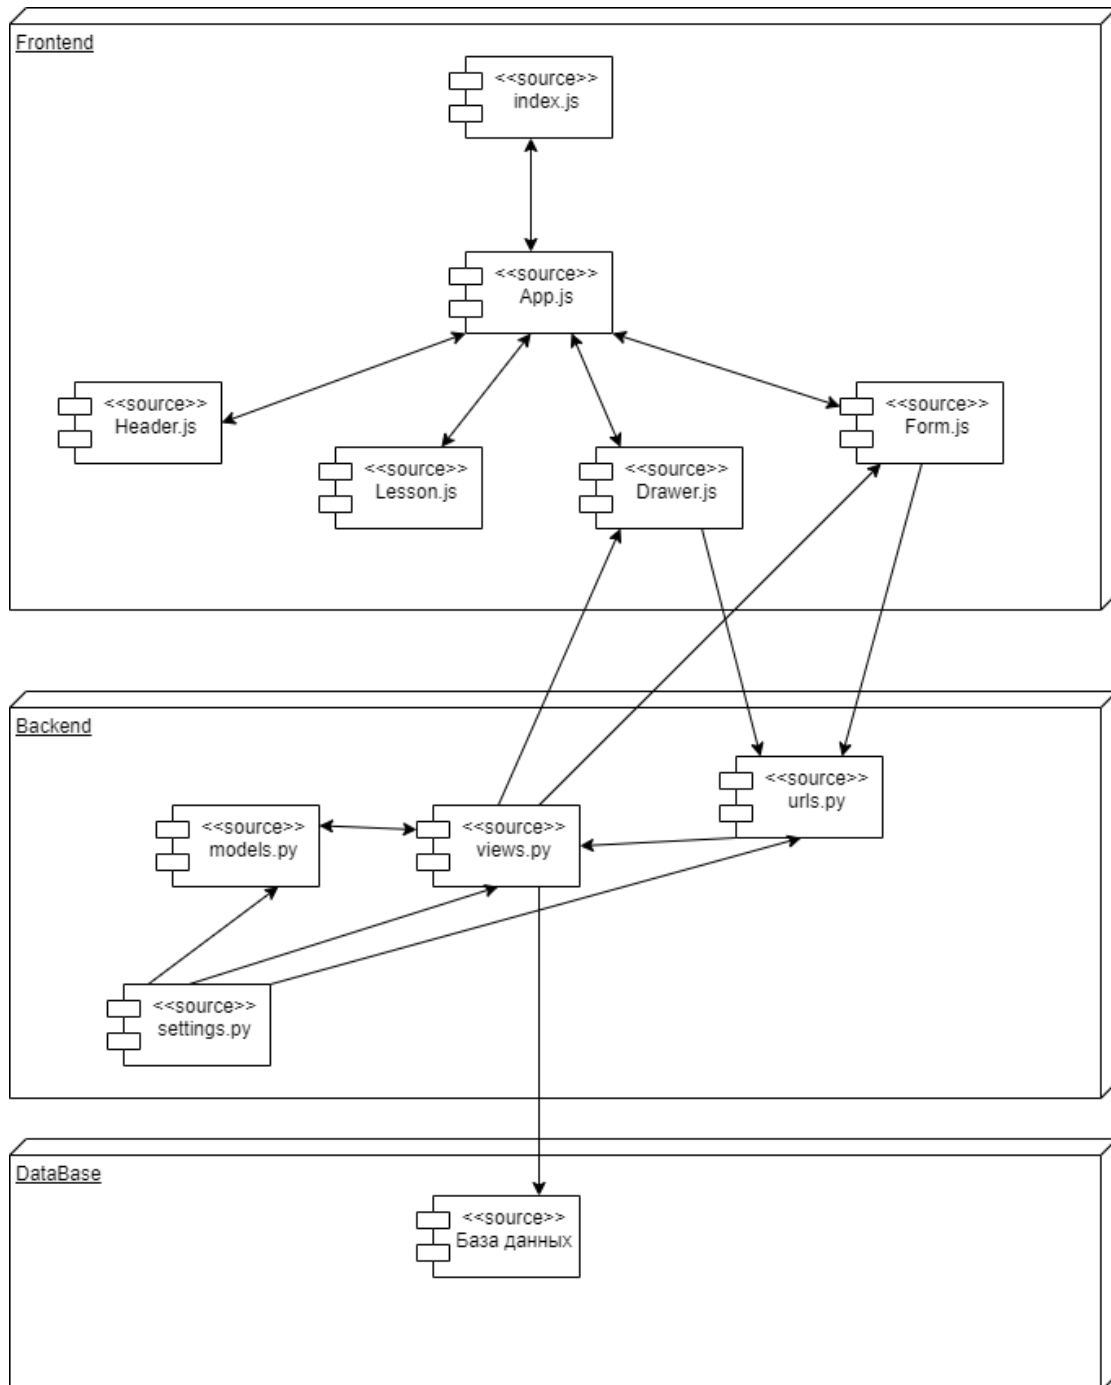 Frontend
<<source>>
index.js
<<source>>
App.js
<<source>>
Header.js
<<source>>
Lesson.js
<<source>>
Drawer.js
<<source>>
Form.js
Backend
<<source>>
models.py
<<source>>
views.py
<<source>>
urls.py
<<source>>
settings.py
DataBase
<<source>>
База данных